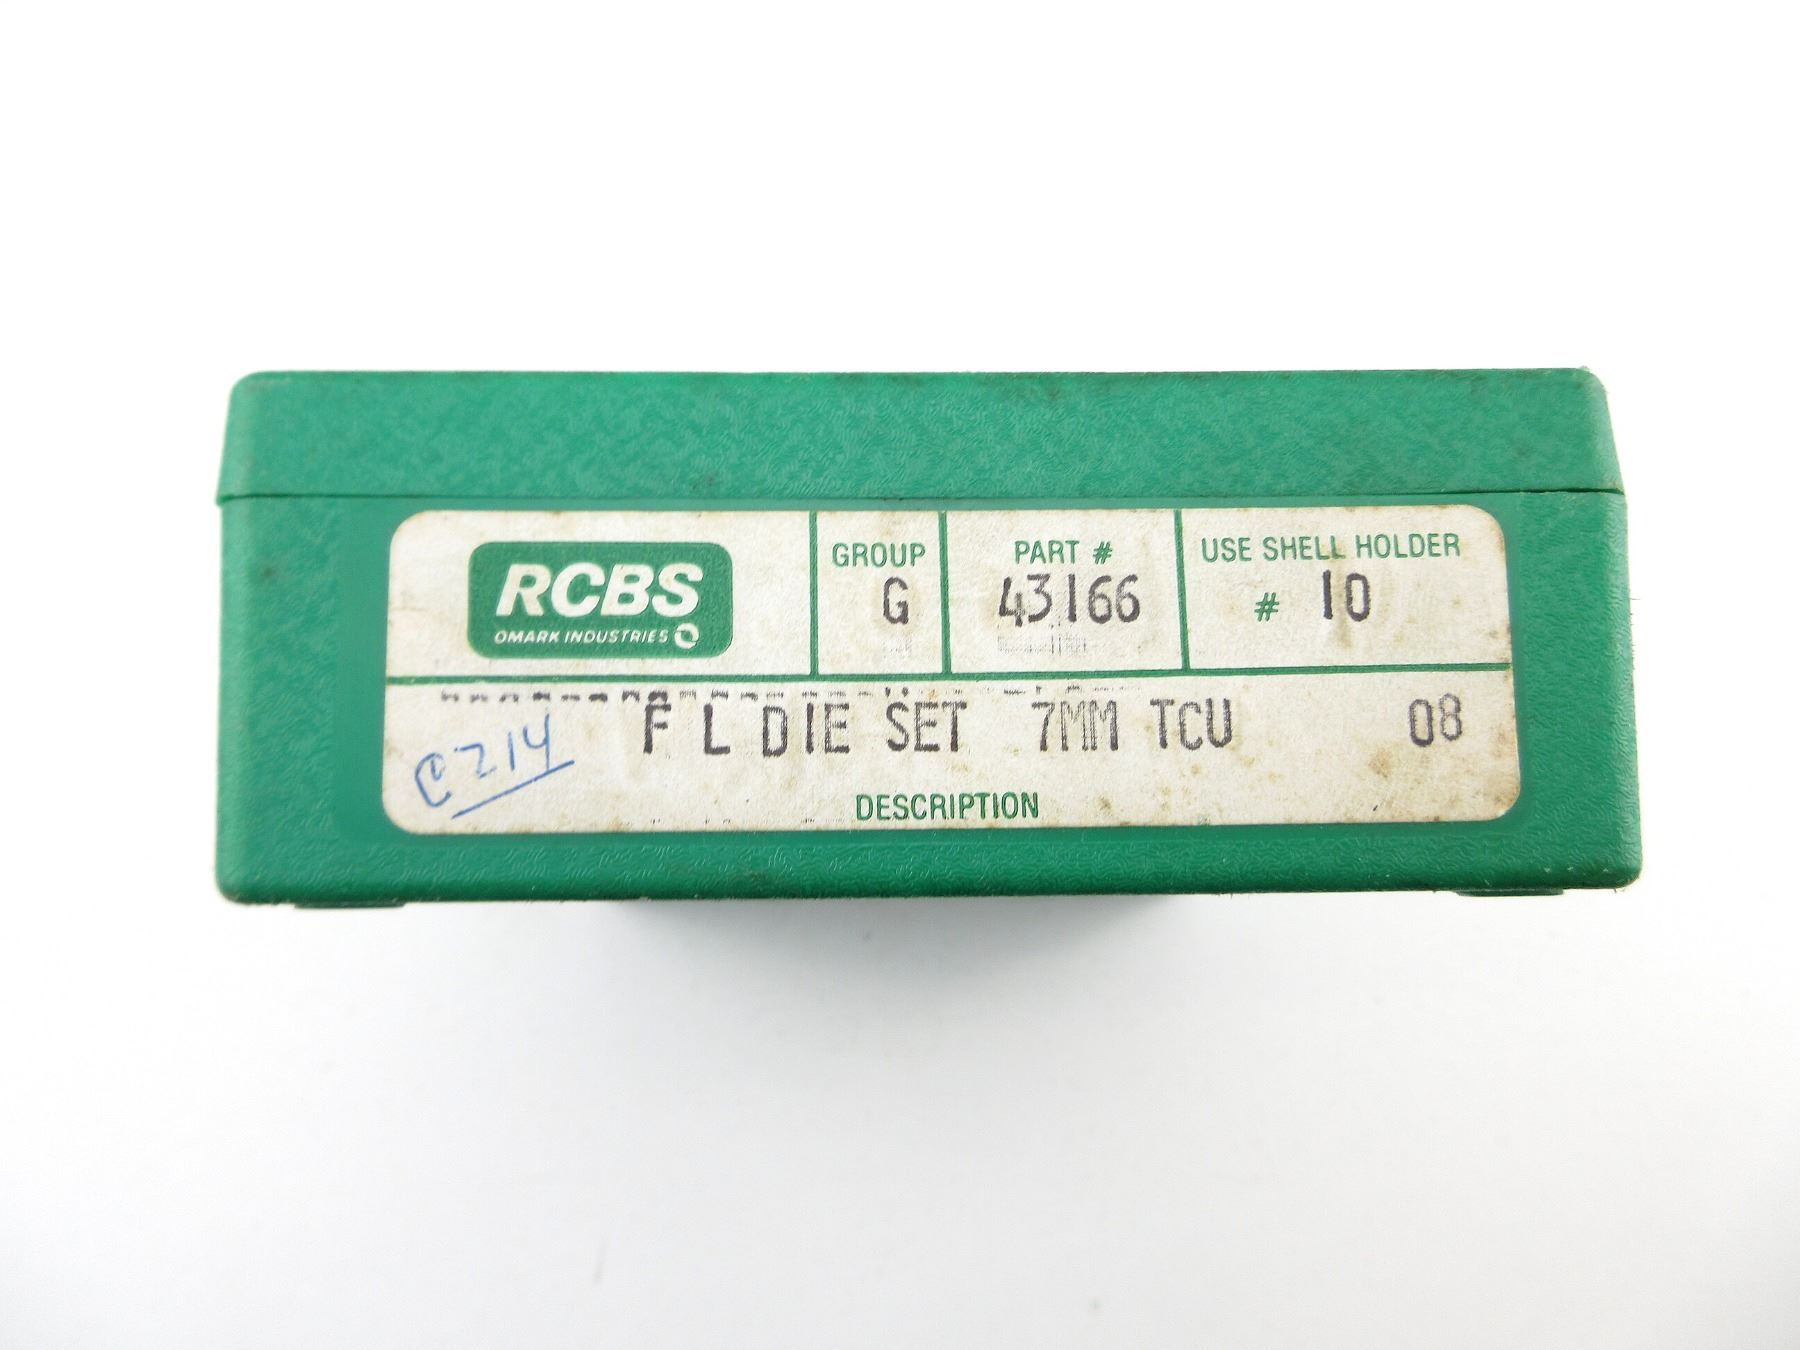 RCBS
OMARK INDUSTRIES
GROUP
G
PART #
43166
USE SHELL HOLDER
# 10
F L DIE SET 7MM TCU 08
C214
DESCRIPTION